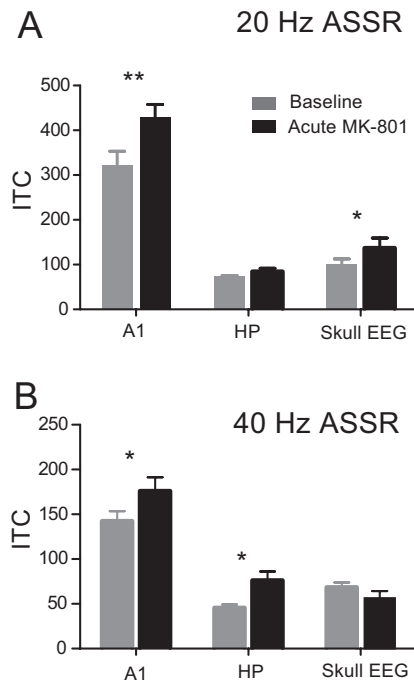 A
20 Hz ASSR
500
**
Baseline
Acute MK-801
400
300
ITC
200
*
100
0
A1 HP Skull EEG
B
40 Hz ASSR
250
200
*
150
ITC
*
100
50
0
A1 HP Skull EEG